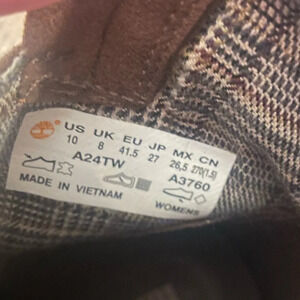 US UK EU JP MX CN
10 8 41.5 27 26,5 270(1.5)
A24TW
A3760
MADE IN VIETNAM
WOMENS